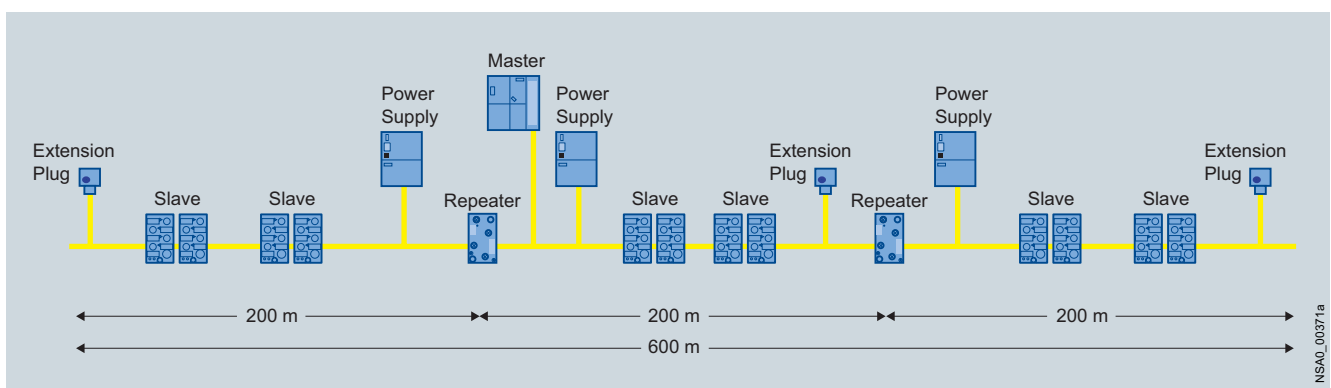 Master
Power
Supply
Power
Supply
Power
Supply
Extension
Plug
Extension
Plug
Extension
Plug
Slave
Slave
Repeater
Slave
Slave
Repeater
Slave
Slave
200 m
200 m
200 m
600 m
NSA0_00371a